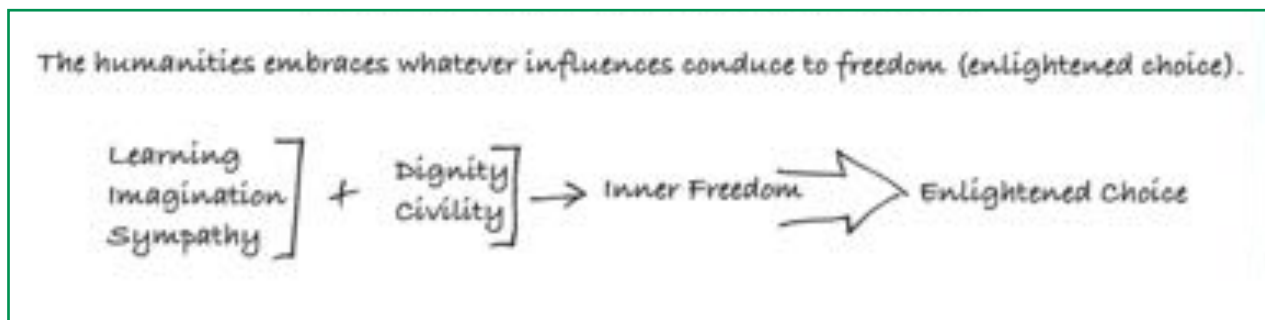 The humanities embraces whatever influences conduce to freedom (enlightened choice).
Learning
Imagination
Sympathy
+
Dignity
Civility
→ Inner Freedom
Enlightened Choice